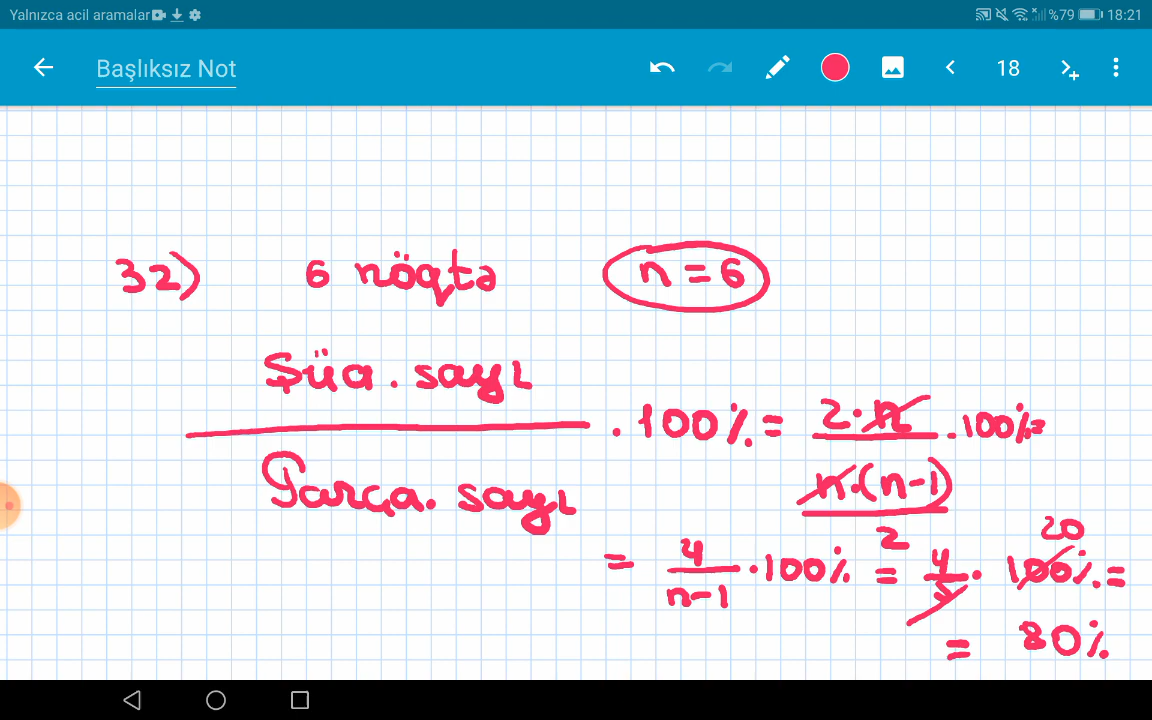 Yalnızca acil aramalar %79 18:21
Başlıksız Not 18
32) 6 nöqtə n = 6
Şüa. sayı
Parça. sayı
. 100% = 2·n / n·(n-1) / 2 . 100% =
= 4 / n-1 · 100% = 4 / 5 · 100% = 20
= 80%